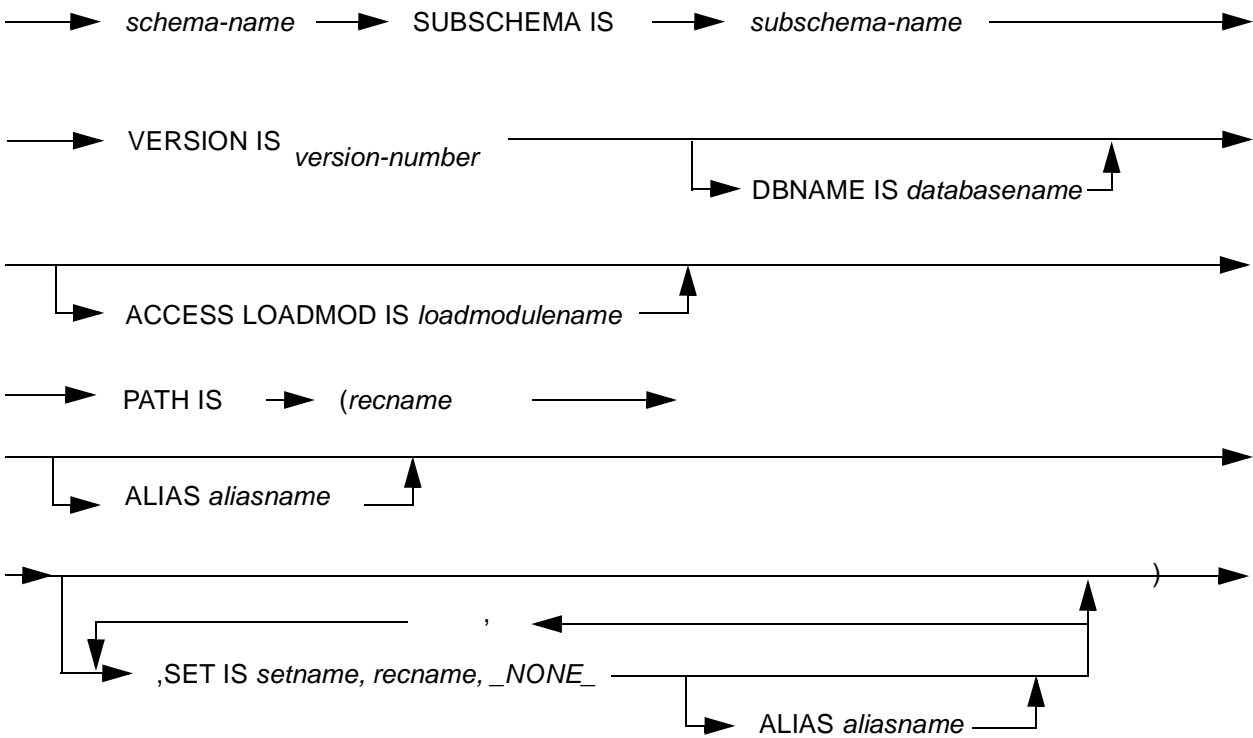 schema-name SUBSCHEMA IS subschema-name
VERSION IS version-number
DBNAME IS databasename
ACCESS LOADMOD IS loadmodulename
PATH IS (recname
ALIAS aliasname
)
,
,SET IS setname, recname, _NONE_
ALIAS aliasname